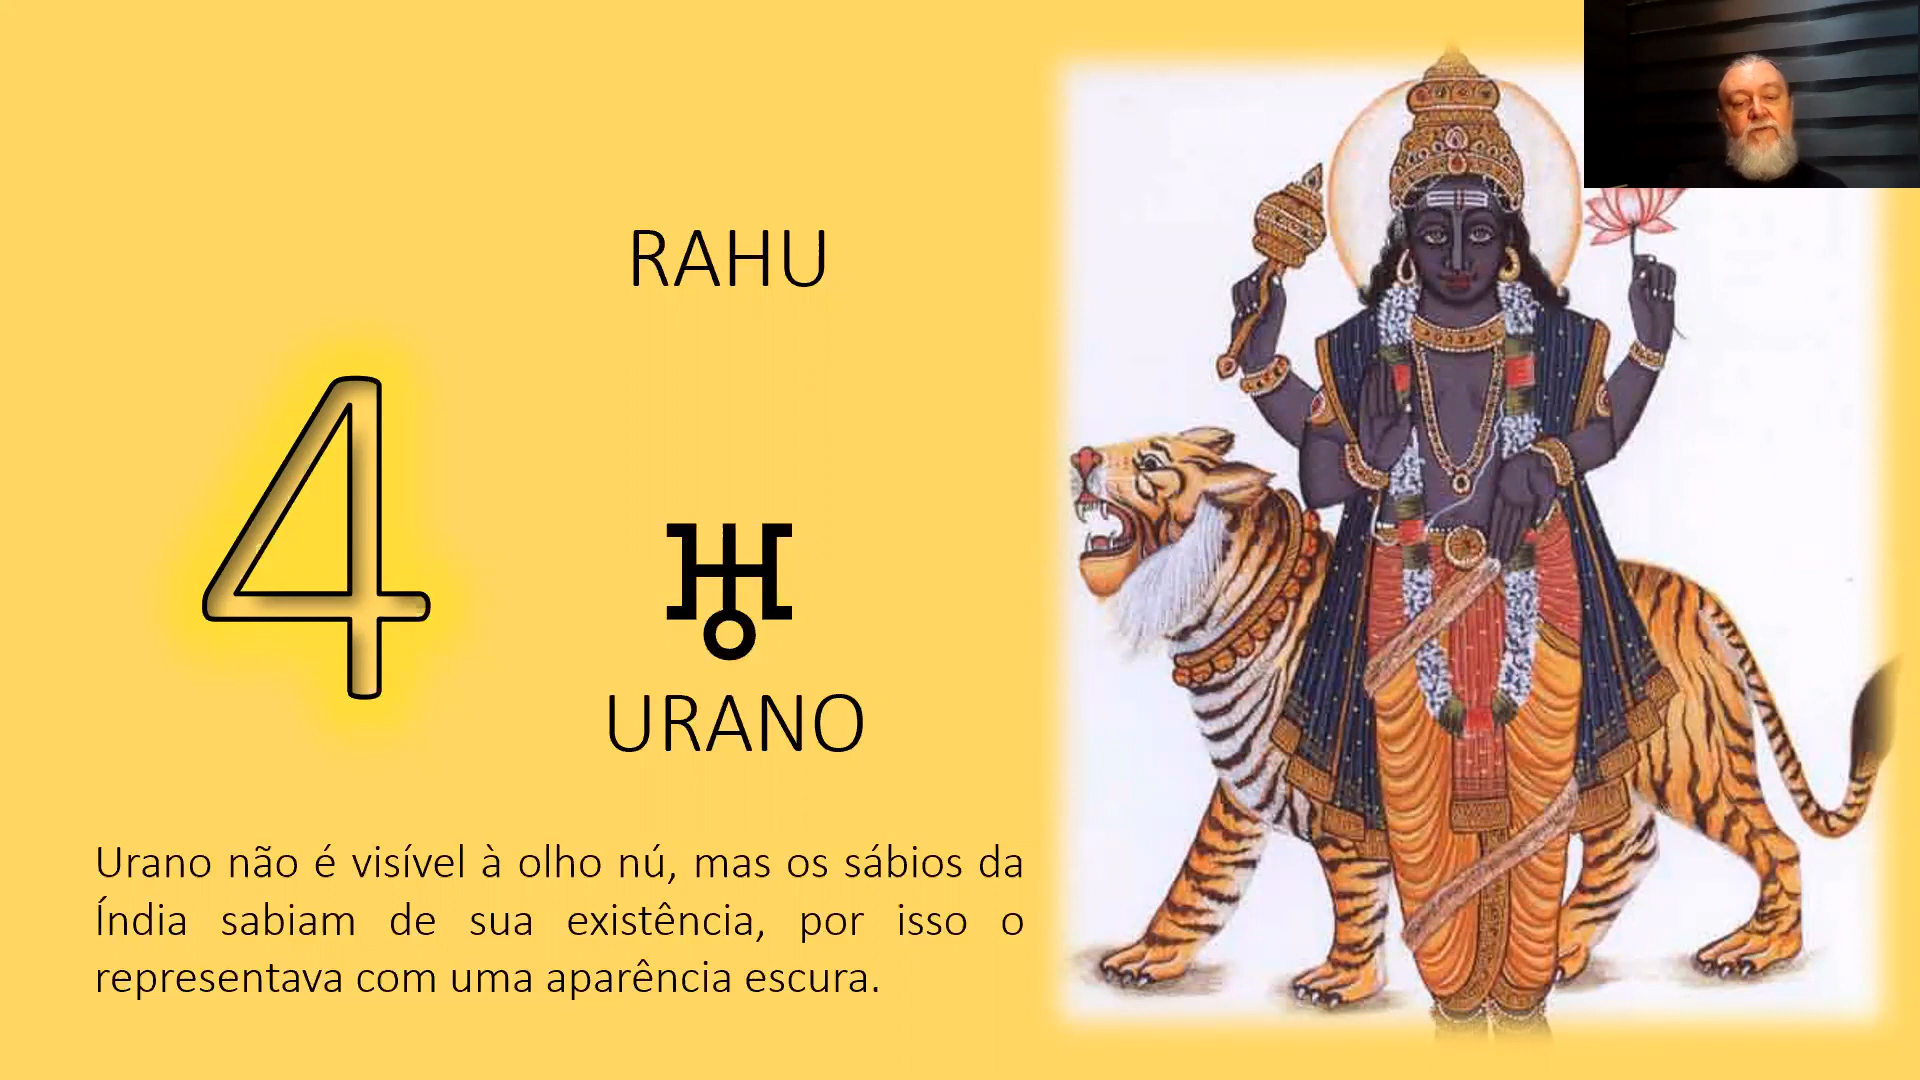 RAHU
4
URANO
Urano não é visível à olho nú, mas os sábios da
Índia sabiam de sua existência, por isso o
representava com uma aparência escura.